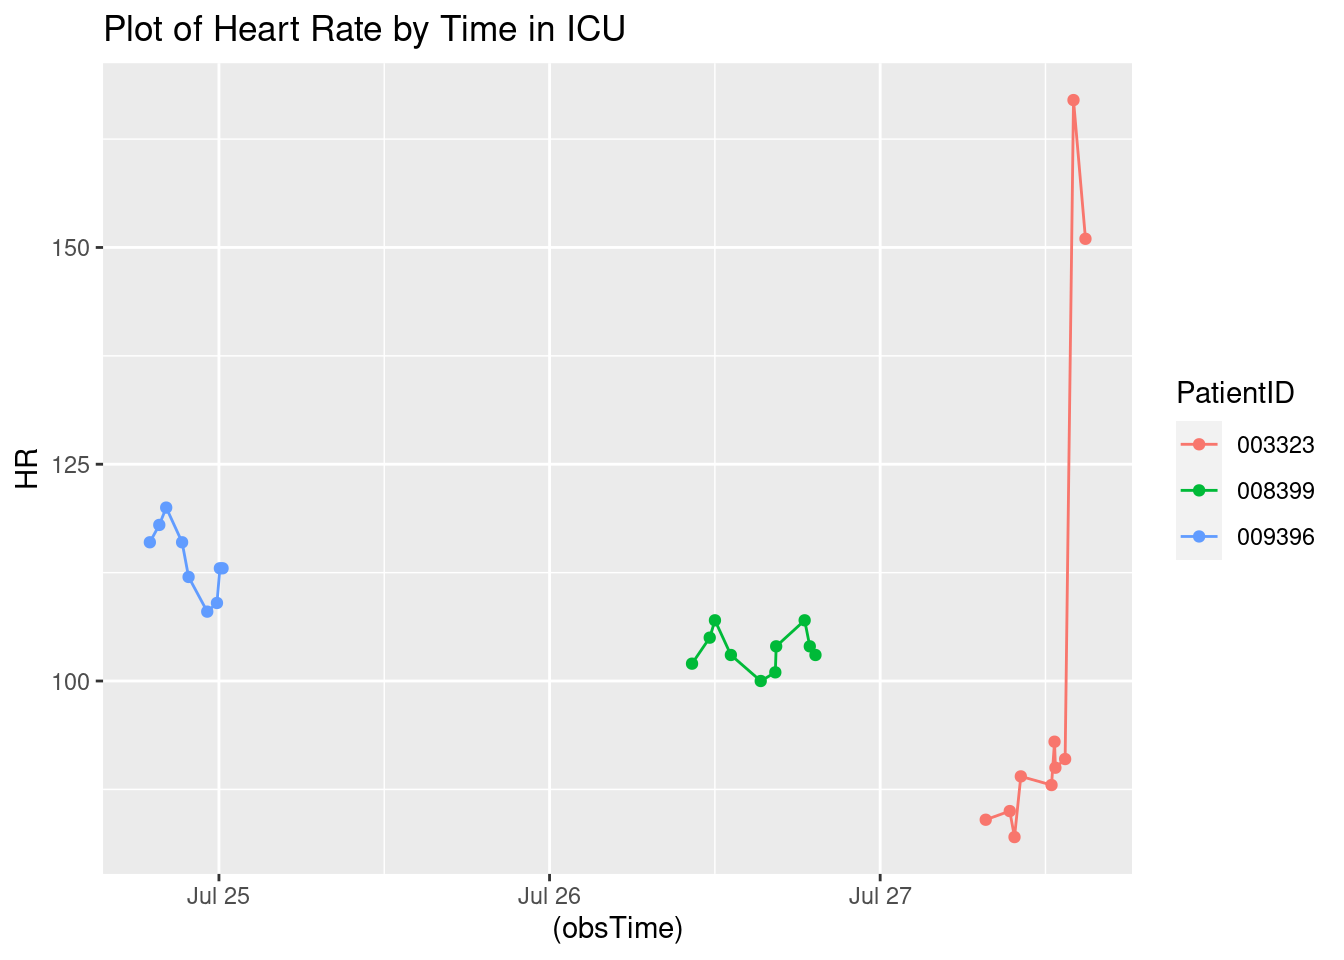 Plot of Heart Rate by Time in ICU
150
125
100
HR
Jul 25
Jul 26
Jul 27
(obsTime)
PatientID
003323
008399
009396